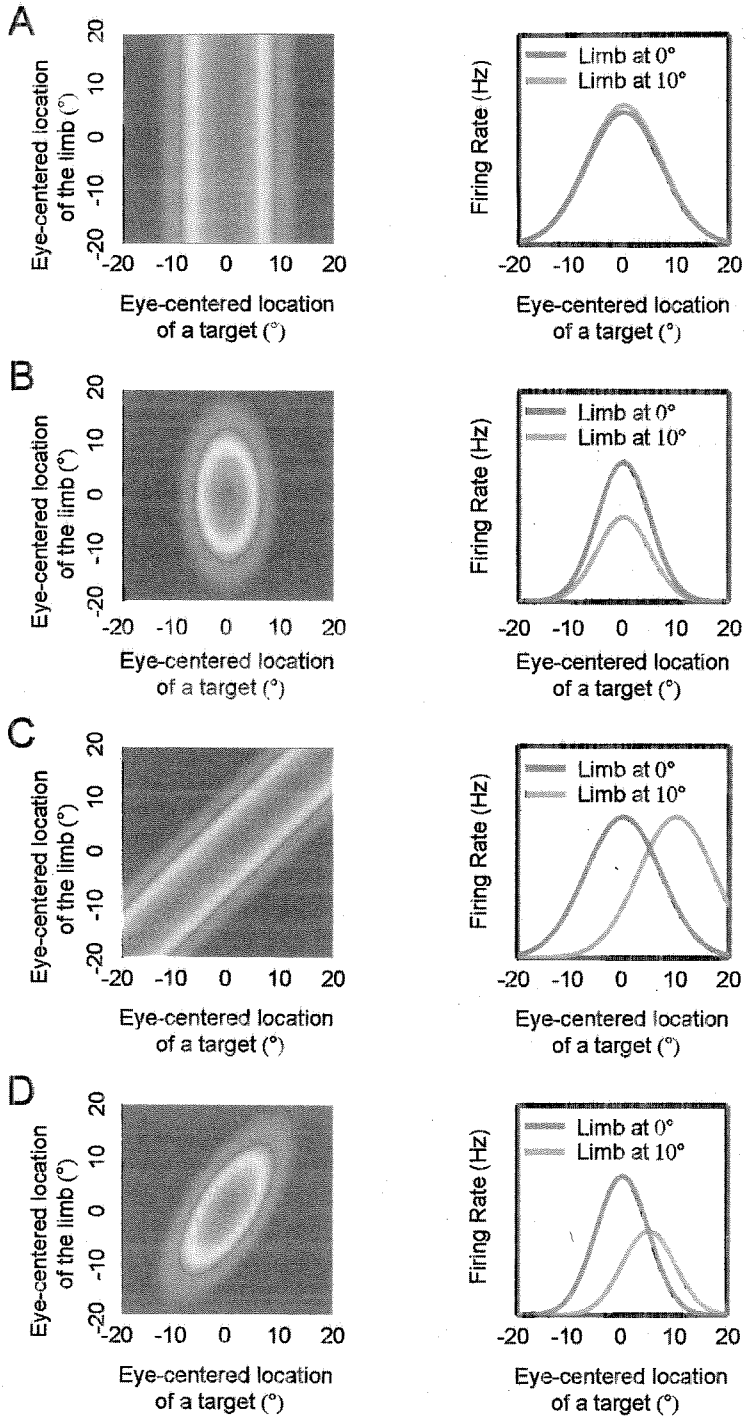 A
Eye-centered location
of the limb (°)
20
10
0
-10
-20
-20 -10 0 10 20
Eye-centered location
of a target (°)
Firing Rate (Hz)
Limb at 0°
Limb at 10°
-20 -10 0 10 20
Eye-centered location
of a target (°)
B
Eye-centered location
of the limb (°)
20
10
0
-10
-20
-20 -10 0 10 20
Eye-centered location
of a target (°)
Firing Rate (Hz)
Limb at 0°
Limb at 10°
-20 -10 0 10 20
Eye-centered location
of a target (°)
C
Eye-centered location
of the limb (°)
20
10
0
-10
-20
-20 -10 0 10 20
Eye-centered location
of a target (°)
Firing Rate (Hz)
Limb at 0°
Limb at 10°
-20 -10 0 10 20
Eye-centered location
of a target (°)
D
Eye-centered location
of the limb (°)
20
10
0
-10
-20
-20 -10 0 10 20
Eye-centered location
of a target (°)
Firing Rate (Hz)
Limb at 0°
Limb at 10°
-20 -10 0 10 20
Eye-centered location
of a target (°)